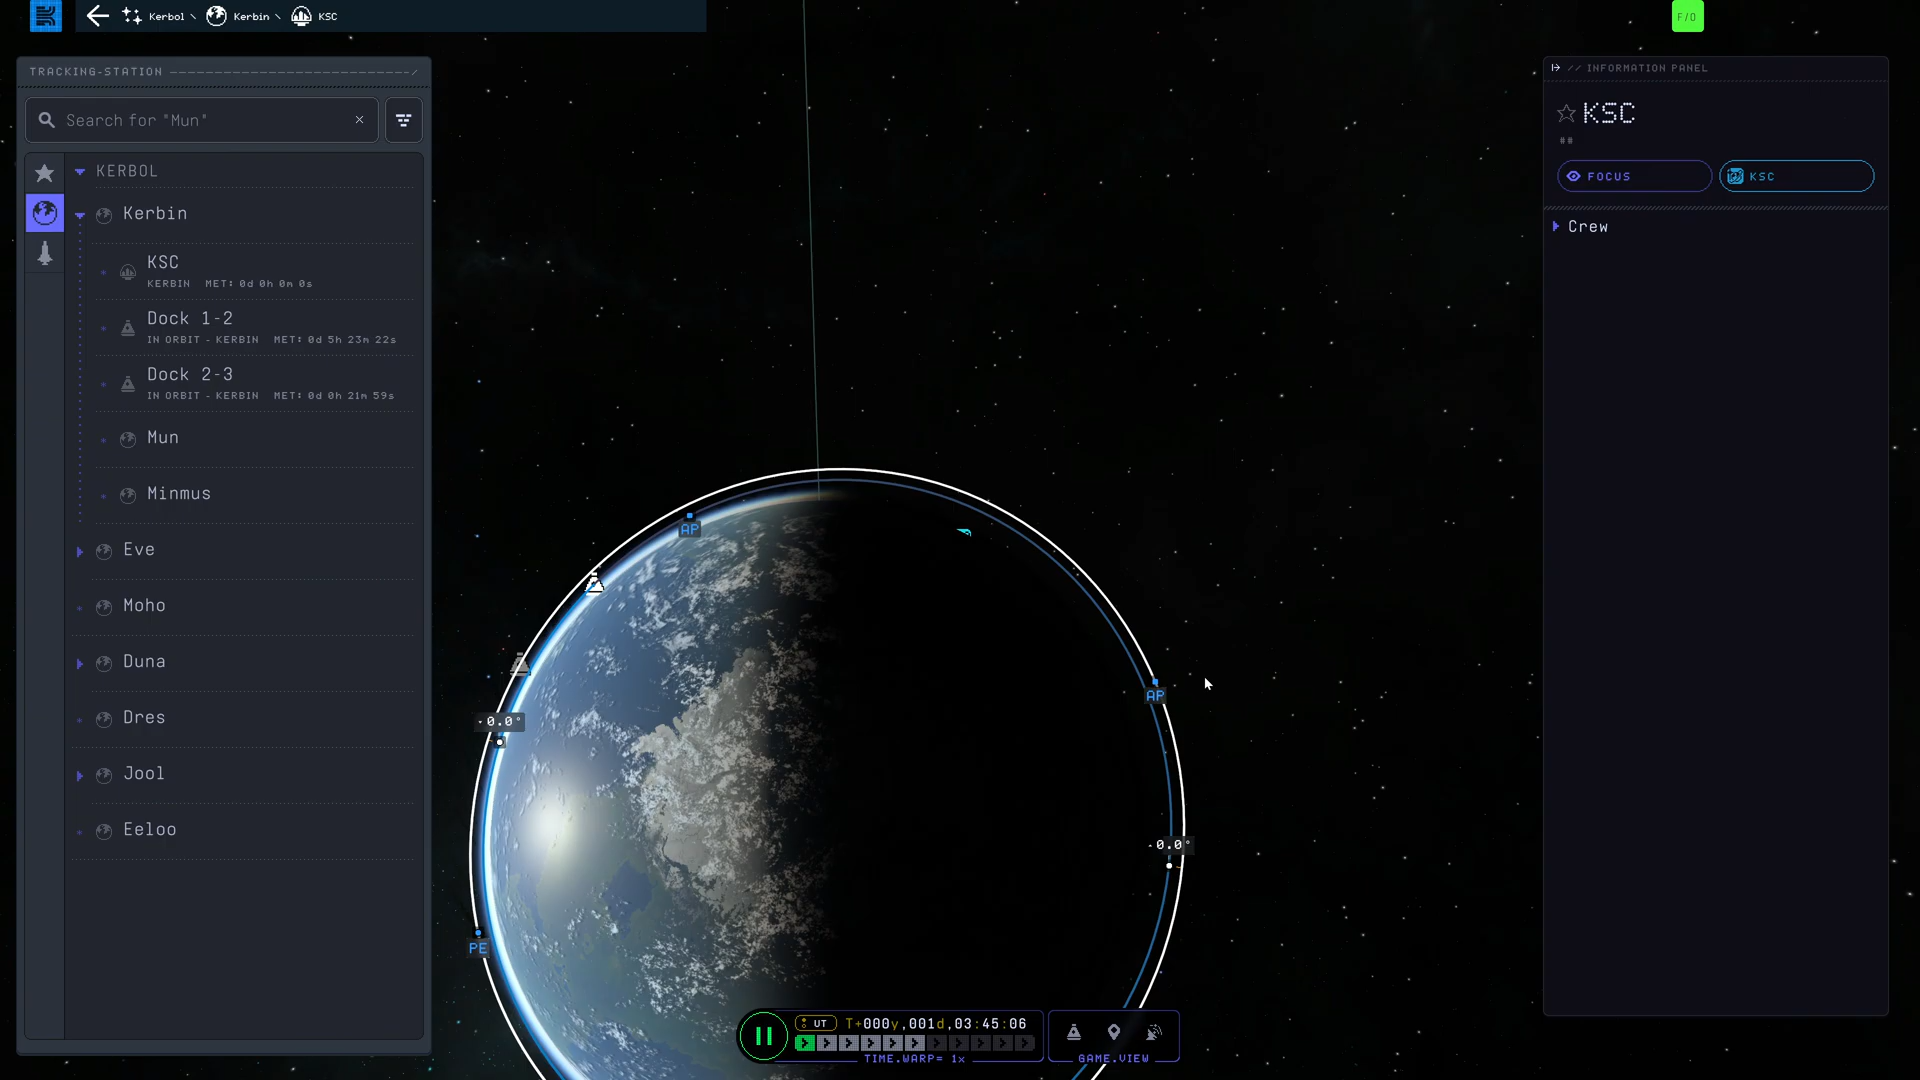 Kerbol \ Kerbin \ KSC
F/O
TRACKING-STATION
Search for "Mun"
KERBOL
Kerbin
KSC
KERBIN MET: 0d 0h 0m 0s
Dock 1-2
IN ORBIT - KERBIN MET: 0d 5h 23m 22s
Dock 2-3
IN ORBIT - KERBIN MET: 0d 0h 21m 59s
Mun
Minmus
Eve
Moho
Duna
Dres
Jool
Eeloo
AP
-0.0°
PE
AP
-0.0°
UT T+000y,001d,03:45:06
TIME.WARP= 1x
GAME.VIEW
// INFORMATION PANEL
KSC
##
FOCUS
KSC
Crew